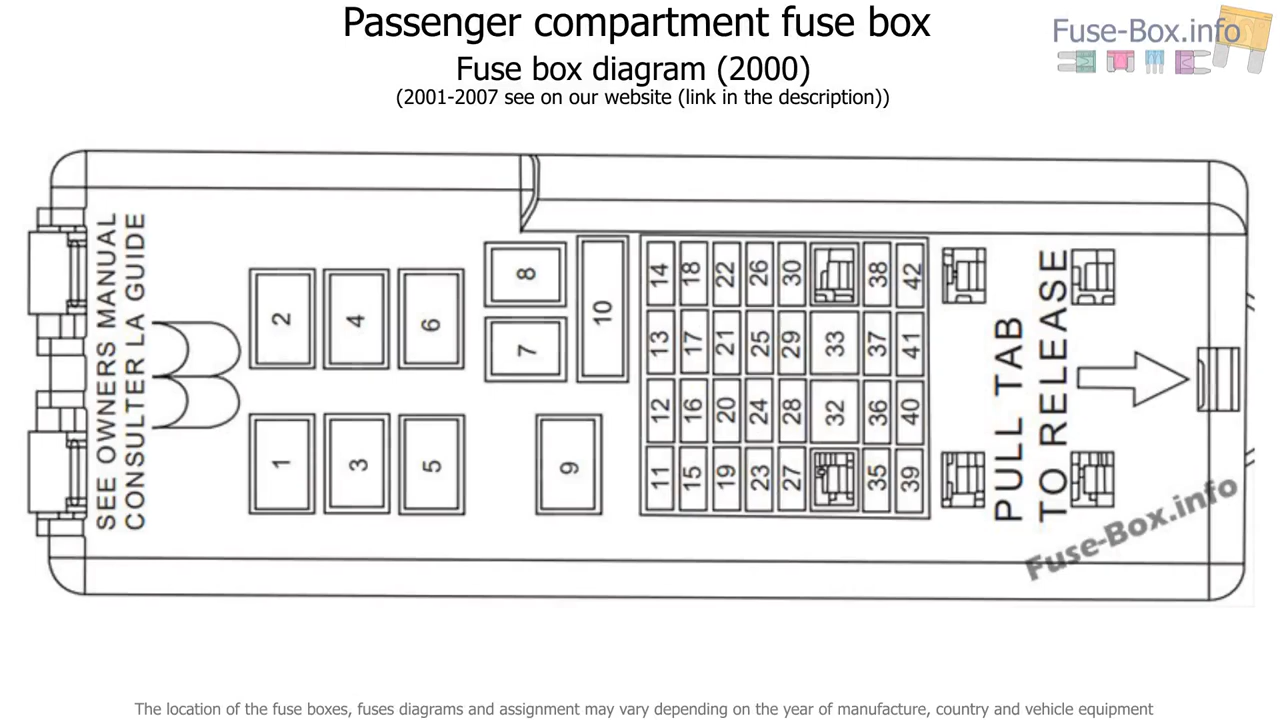 Passenger compartment fuse box
Fuse box diagram (2000)
(2001-2007 see on our website (link in the description))
Fuse-Box.info
SEE OWNERS MANUAL
CONSULTER LA GUIDE
2 4 6 8 7 10
1 3 5 9
14 18 22 26 30 38 42
13 17 21 25 29 33 37 41
12 16 20 24 28 32 36 40
11 15 19 23 27 35 39
PULL TAB
TO RELEASE
Fuse-Box.info
The location of the fuse boxes, fuses diagrams and assignment may vary depending on the year of manufacture, country and vehicle equipment